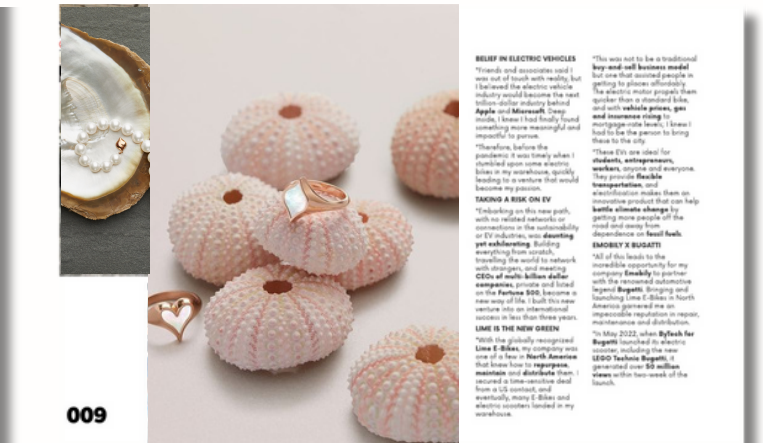 009
BELIEF IN ELECTRIC VEHICLES
"Friends and associates said I
was out of touch with reality, but
I believed the electric vehicle
industry would become the next
trillion-dollar industry behind
Apple and Microsoft. Deep
inside, I knew I had finally found
something more meaningful and
impactful to pursue.
"Therefore, before the
pandemic it was timely when I
stumbled upon some electric
bikes in my warehouse, quickly
leading to a venture that would
become my passion.
TAKING A RISK ON EV
"Embarking on this new path,
with no related networks or
connections in the sustainability
or EV industries, was daunting
yet exhilarating. Building
everything from scratch,
travelling the world to network
with strangers, and meeting
CEOs of multi-billion dollar
companies, private and listed
on the Fortune 500, became a
new way of life. I built this new
venture into an international
success in less than three years.
LIME IS THE NEW GREEN
"With the globally recognized
Lime E-Bikes, my company was
one of a few in North America
that knew how to repurpose,
maintain and distribute them. I
secured a time-sensitive deal
from a US contact, and
eventually, many E-Bikes and
electric scooters landed in my
warehouse.
"This was not to be a traditional
buy-and-sell business model
but one that assisted people in
getting to places affordably.
The electric motor propels them
quicker than a standard bike,
and with vehicle prices, gas
and insurance rising to
mortgage-rate levels, I knew I
had to be the person to bring
these to the city.
"These EVs are ideal for
students, entrepreneurs,
workers, anyone and everyone.
They provide flexible
transportation, and
electrification makes them an
innovative product that can help
battle climate change by
getting more people off the
road and away from
dependence on fossil fuels.
EMOBILY X BUGATTI
"All of this leads to the
incredible opportunity for my
company Emobily to partner
with the renowned automotive
legend Bugatti. Bringing and
launching Lime E-Bikes in North
America garnered me an
impeccable reputation in repair,
maintenance and distribution.
"In May 2022, when ByTech for
Bugatti launched its electric
scooter, including the new
LEGO Technic Bugatti, it
generated over 50 million
views within two-week of the
launch.